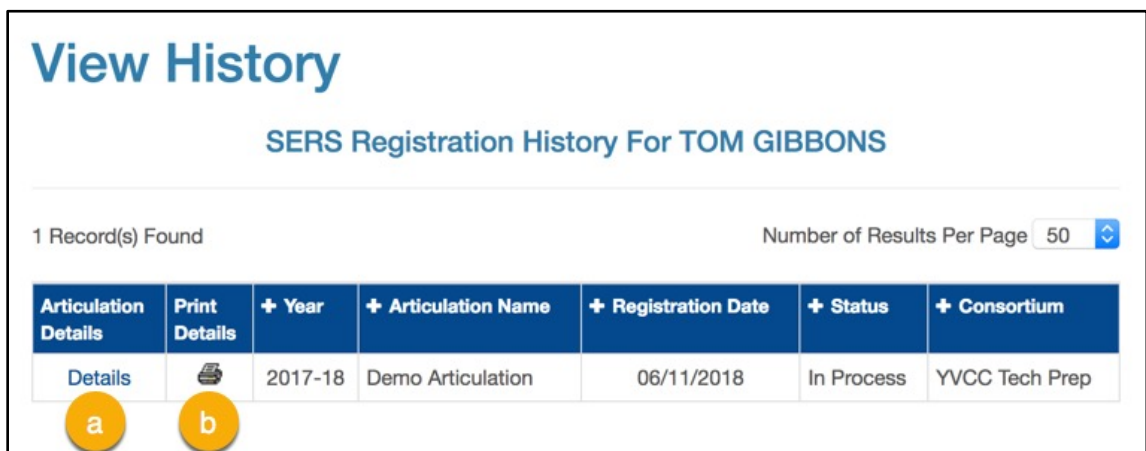 View History
SERS Registration History For TOM GIBBONS
1 Record(s) Found
Number of Results Per Page 50
Articulation Details Print Details + Year + Articulation Name + Registration Date + Status + Consortium
Details 2017-18 Demo Articulation 06/11/2018 In Process YVCC Tech Prep
a b